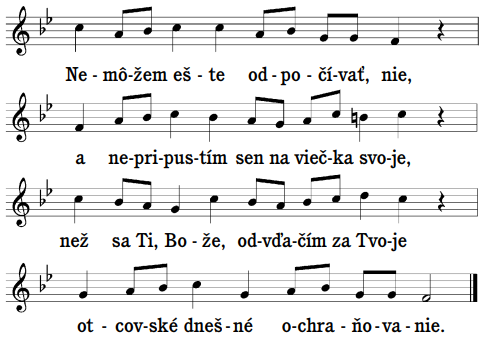 Ne - mô - žem eš - te od - po - čí - vať, nie,
a ne - pri - pus - tím sen na vieč - ka svo - je,
než sa Ti, Bo - že, od - vďa - čím za Tvo - je
ot - cov - ské dneš - né o - chra - ňo - va - nie.